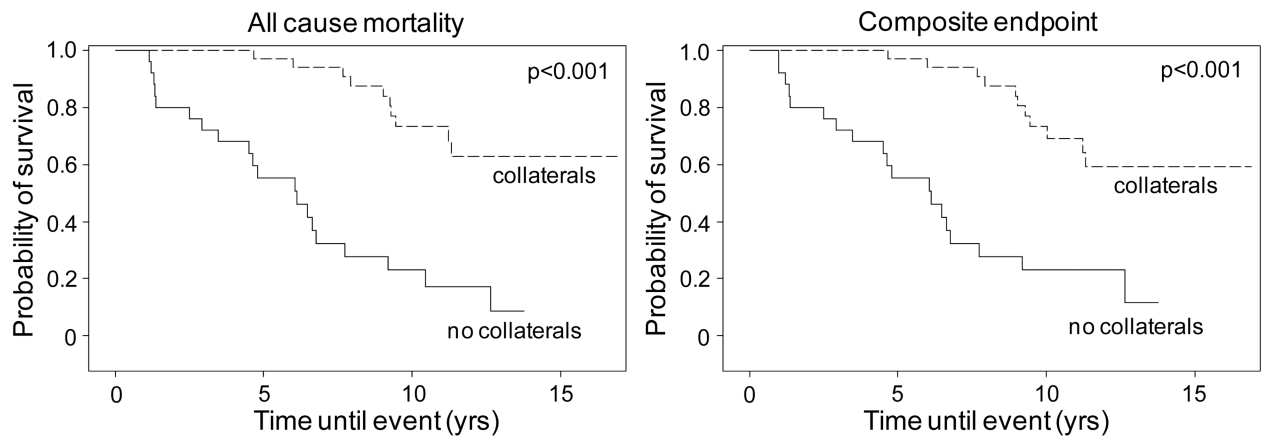 All cause mortality
Probability of survival
1.0
0.8
0.6
0.4
0.2
0
p<0.001
collaterals
no collaterals
0 5 10 15
Time until event (yrs)
Composite endpoint
Probability of survival
1.0
0.8
0.6
0.4
0.2
0
p<0.001
collaterals
no collaterals
0 5 10 15
Time until event (yrs)